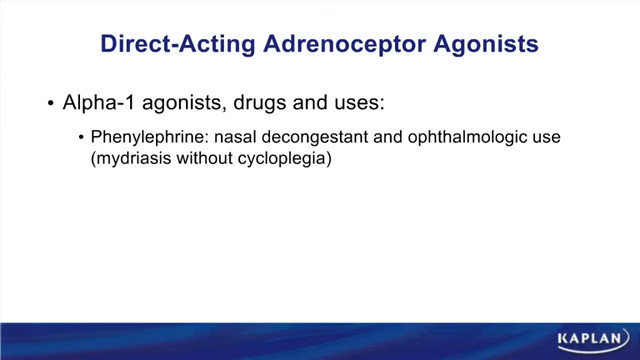 Direct-Acting Adrenoceptor Agonists
• Alpha-1 agonists, drugs and uses:
• Phenylephrine: nasal decongestant and ophthalmologic use
(mydriasis without cycloplegia)
KAPLAN